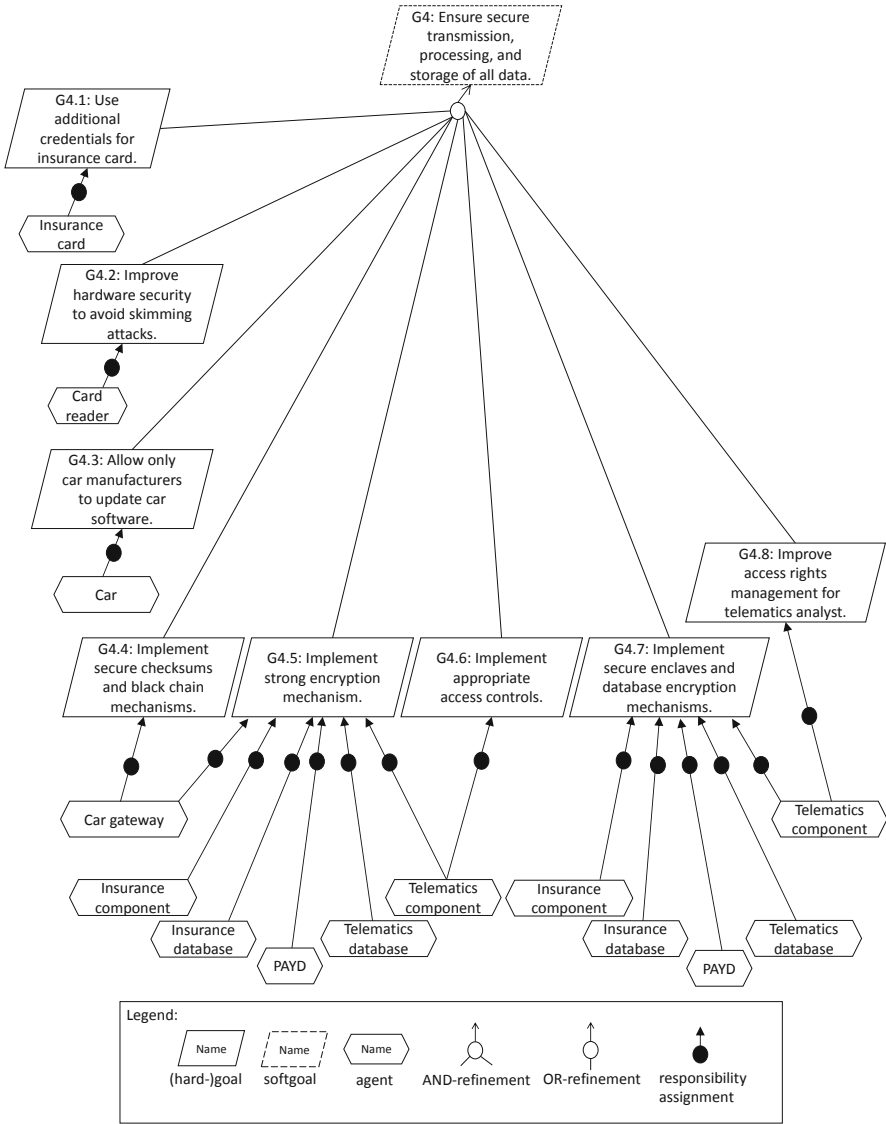 G4: Ensure secure
transmission,
processing, and
storage of all data.
G4.1: Use
additional
credentials for
insurance card.
Insurance
card
G4.2: Improve
hardware security
to avoid skimming
attacks.
Card
reader
G4.3: Allow only
car manufacturers
to update car
software.
Car
G4.8: Improve
access rights
management for
telematics analyst.
G4.4: Implement
secure checksums
and black chain
mechanisms.
G4.5: Implement
strong encryption
mechanism.
G4.6: Implement
appropriate
access controls.
G4.7: Implement
secure enclaves and
database encryption
mechanisms.
Car gateway
Telematics
component
Insurance
component
Telematics
component
Insurance
component
Insurance
database
Telematics
database
Insurance
database
Telematics
database
PAYD
PAYD
Legend:
Name
(hard-)goal
Name
softgoal
Name
agent
AND-refinement
OR-refinement
responsibility
assignment